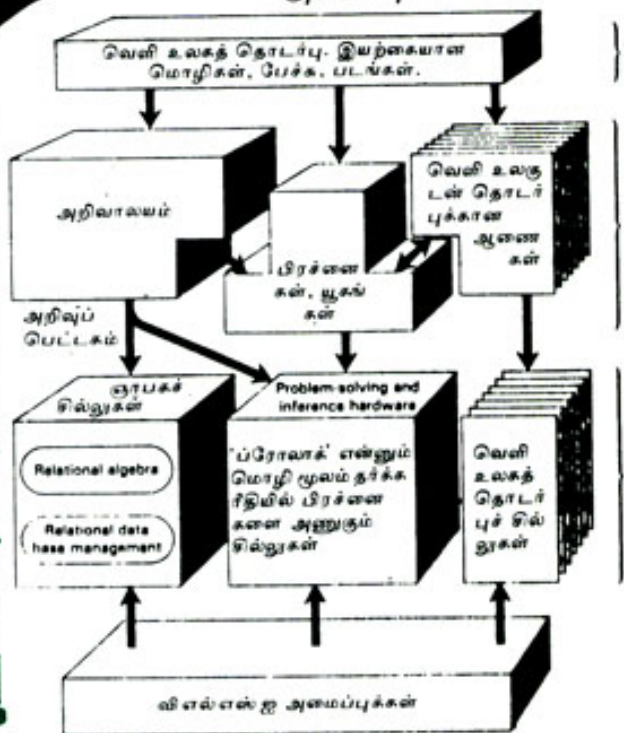 வெளி உலகத் தொடர்பு. இயற்கையான
மொழிகள், பேச்சு, படங்கள்.
அறிவாலயம்
பிரச்னை
கள், யூகங்
கள்
வெளி உலகு
டன் தொடர்
புக்கான
ஆணை
கள்
அறிவுப்
பெட்டகம்
ஞாபகச்
சில்லுகள்
Relational algebra
Relational data
base management
Problem-solving and
inference hardware
'ப்ரோலாக்' என்னும்
மொழி மூலம் தர்க்க
ரீதியில் பிரச்னை
களை அணுகும்
சில்லுகள்
வெளி
உலகத்
தொடர்
புச் சில்
லுகள்
வி எல் எஸ் ஐ அமைப்புக்கள்